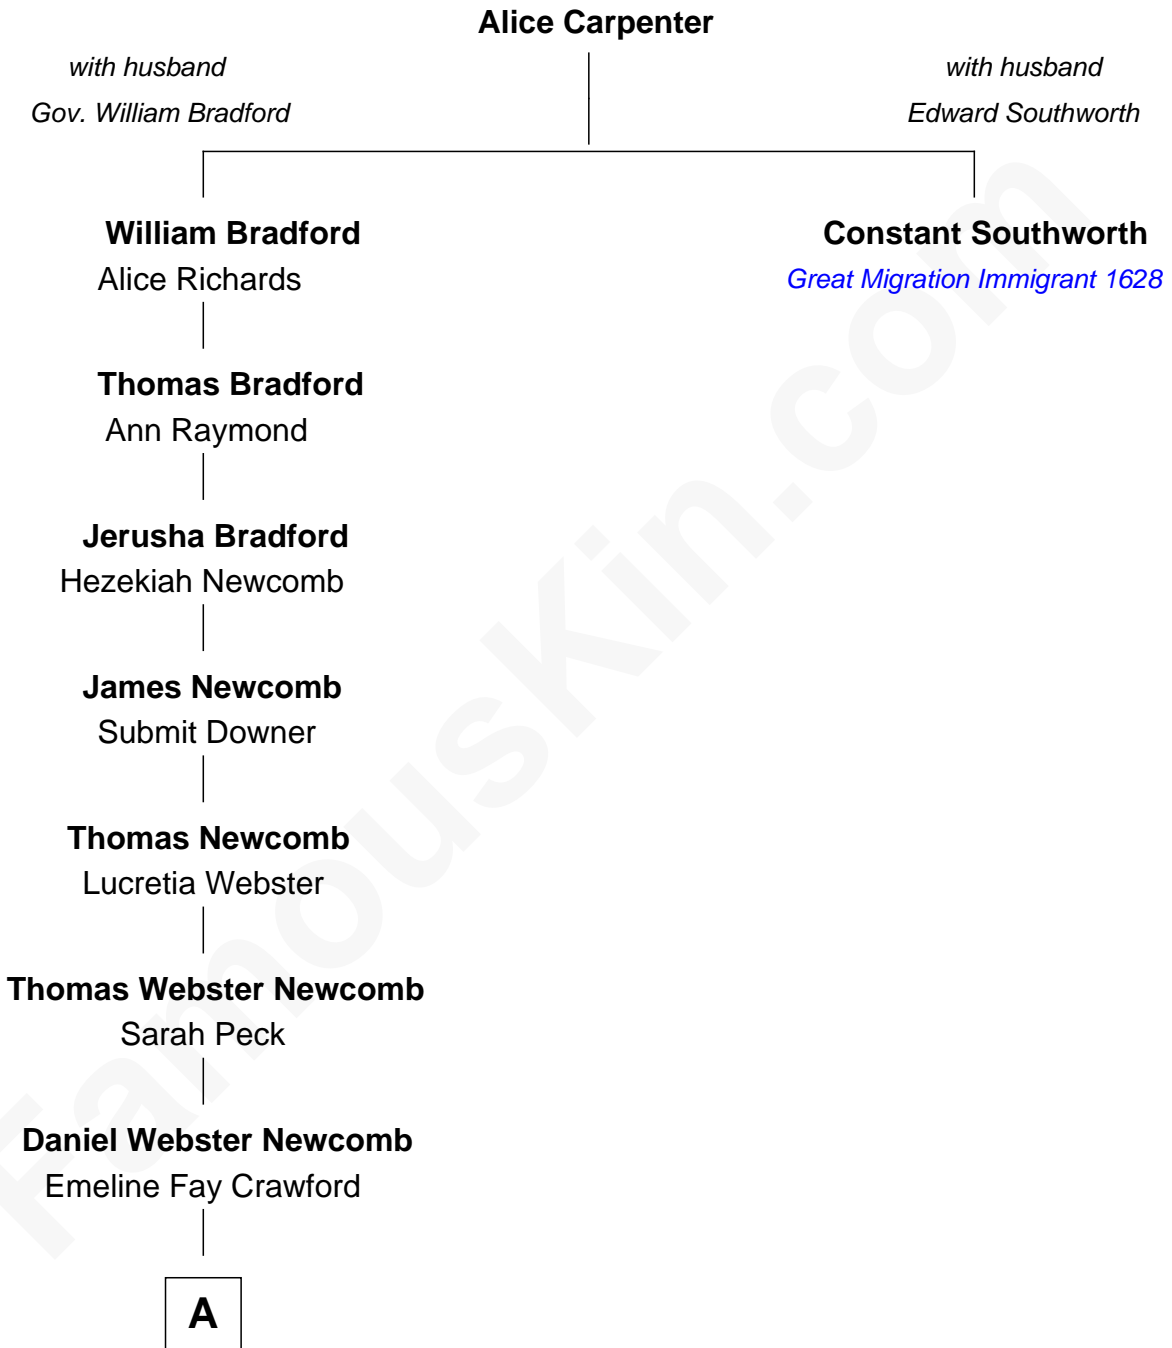 Alice Carpenter
with husband
Gov. William Bradford
with husband
Edward Southworth
William Bradford
Alice Richards
Constant Southworth
Great Migration Immigrant 1628
Thomas Bradford
Ann Raymond
Jerusha Bradford
Hezekiah Newcomb
James Newcomb
Submit Downer
Thomas Newcomb
Lucretia Webster
Thomas Webster Newcomb
Sarah Peck
Daniel Webster Newcomb
Emeline Fay Crawford
A
FamousKin.com